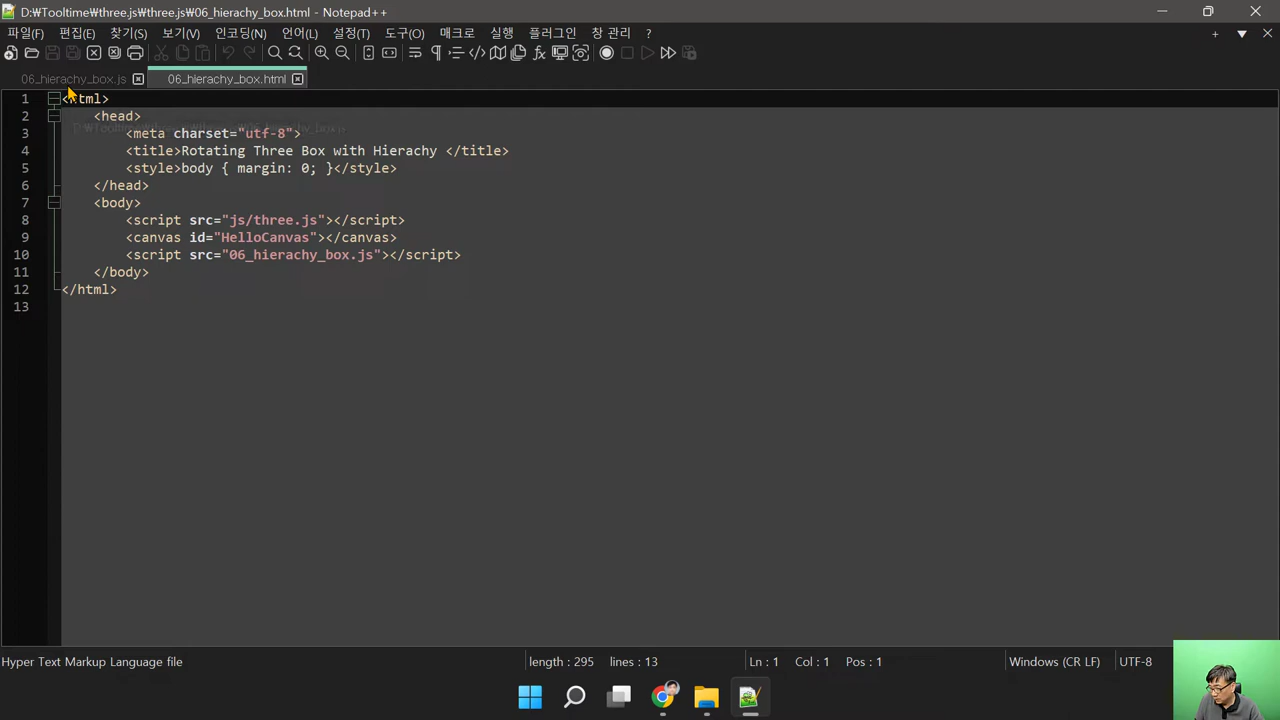 D:₩Tooltime₩three.js₩three.js₩06_hierachy_box.html - Notepad++
파일(F) 편집(E) 찾기(S) 보기(V) 인코딩(N) 언어(L) 설정(T) 도구(O) 매크로 실행 플러그인 창 관리 ?
06_hierachy_box.js 06_hierachy_box.html
1 <html>
2 <head>
3 <meta charset="utf-8">
4 <title>Rotating Three Box with Hierachy </title>
5 <style>body { margin: 0; }</style>
6 </head>
7 <body>
8 <script src="js/three.js"></script>
9 <canvas id="HelloCanvas"></canvas>
10 <script src="06_hierachy_box.js"></script>
11 </body>
12 </html>
13
Hyper Text Markup Language file length : 295 lines : 13 Ln : 1 Col : 1 Pos : 1 Windows (CR LF) UTF-8